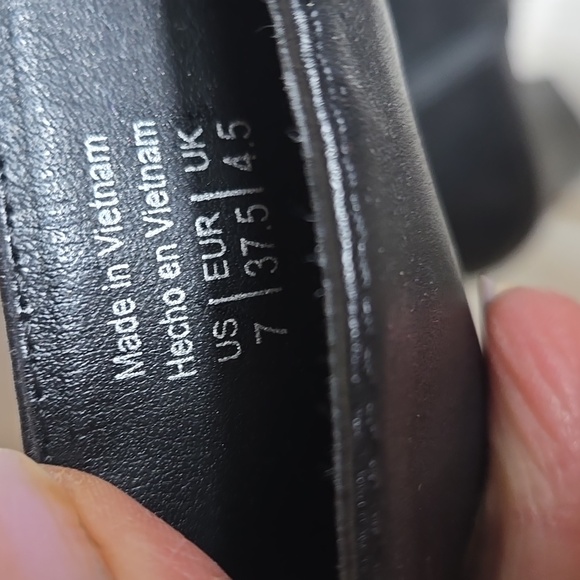 Made in Vietnam
Hecho en Vietnam
US | EUR | UK
7 | 37.5 | 4.5